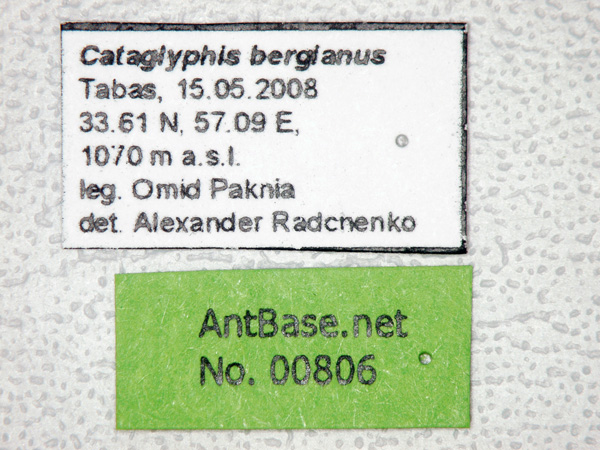 Cataglyphis bergianus
Tabas, 15.05.2008
33.61 N, 57.09 E,
1070 m a.s.l.
leg. Omid Paknia
det. Alexander Radchenko
AntBase.net
No. 00806